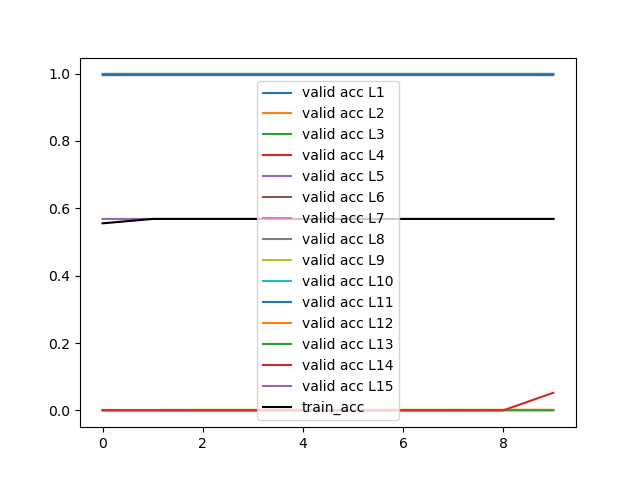 1.0
0.8
0.6
0.4
0.2
0.0
valid acc L1
valid acc L2
valid acc L3
valid acc L4
valid acc L5
valid acc L6
valid acc L7
valid acc L8
valid acc L9
valid acc L10
valid acc L11
valid acc L12
valid acc L13
valid acc L14
valid acc L15
train_acc
0
2
4
6
8